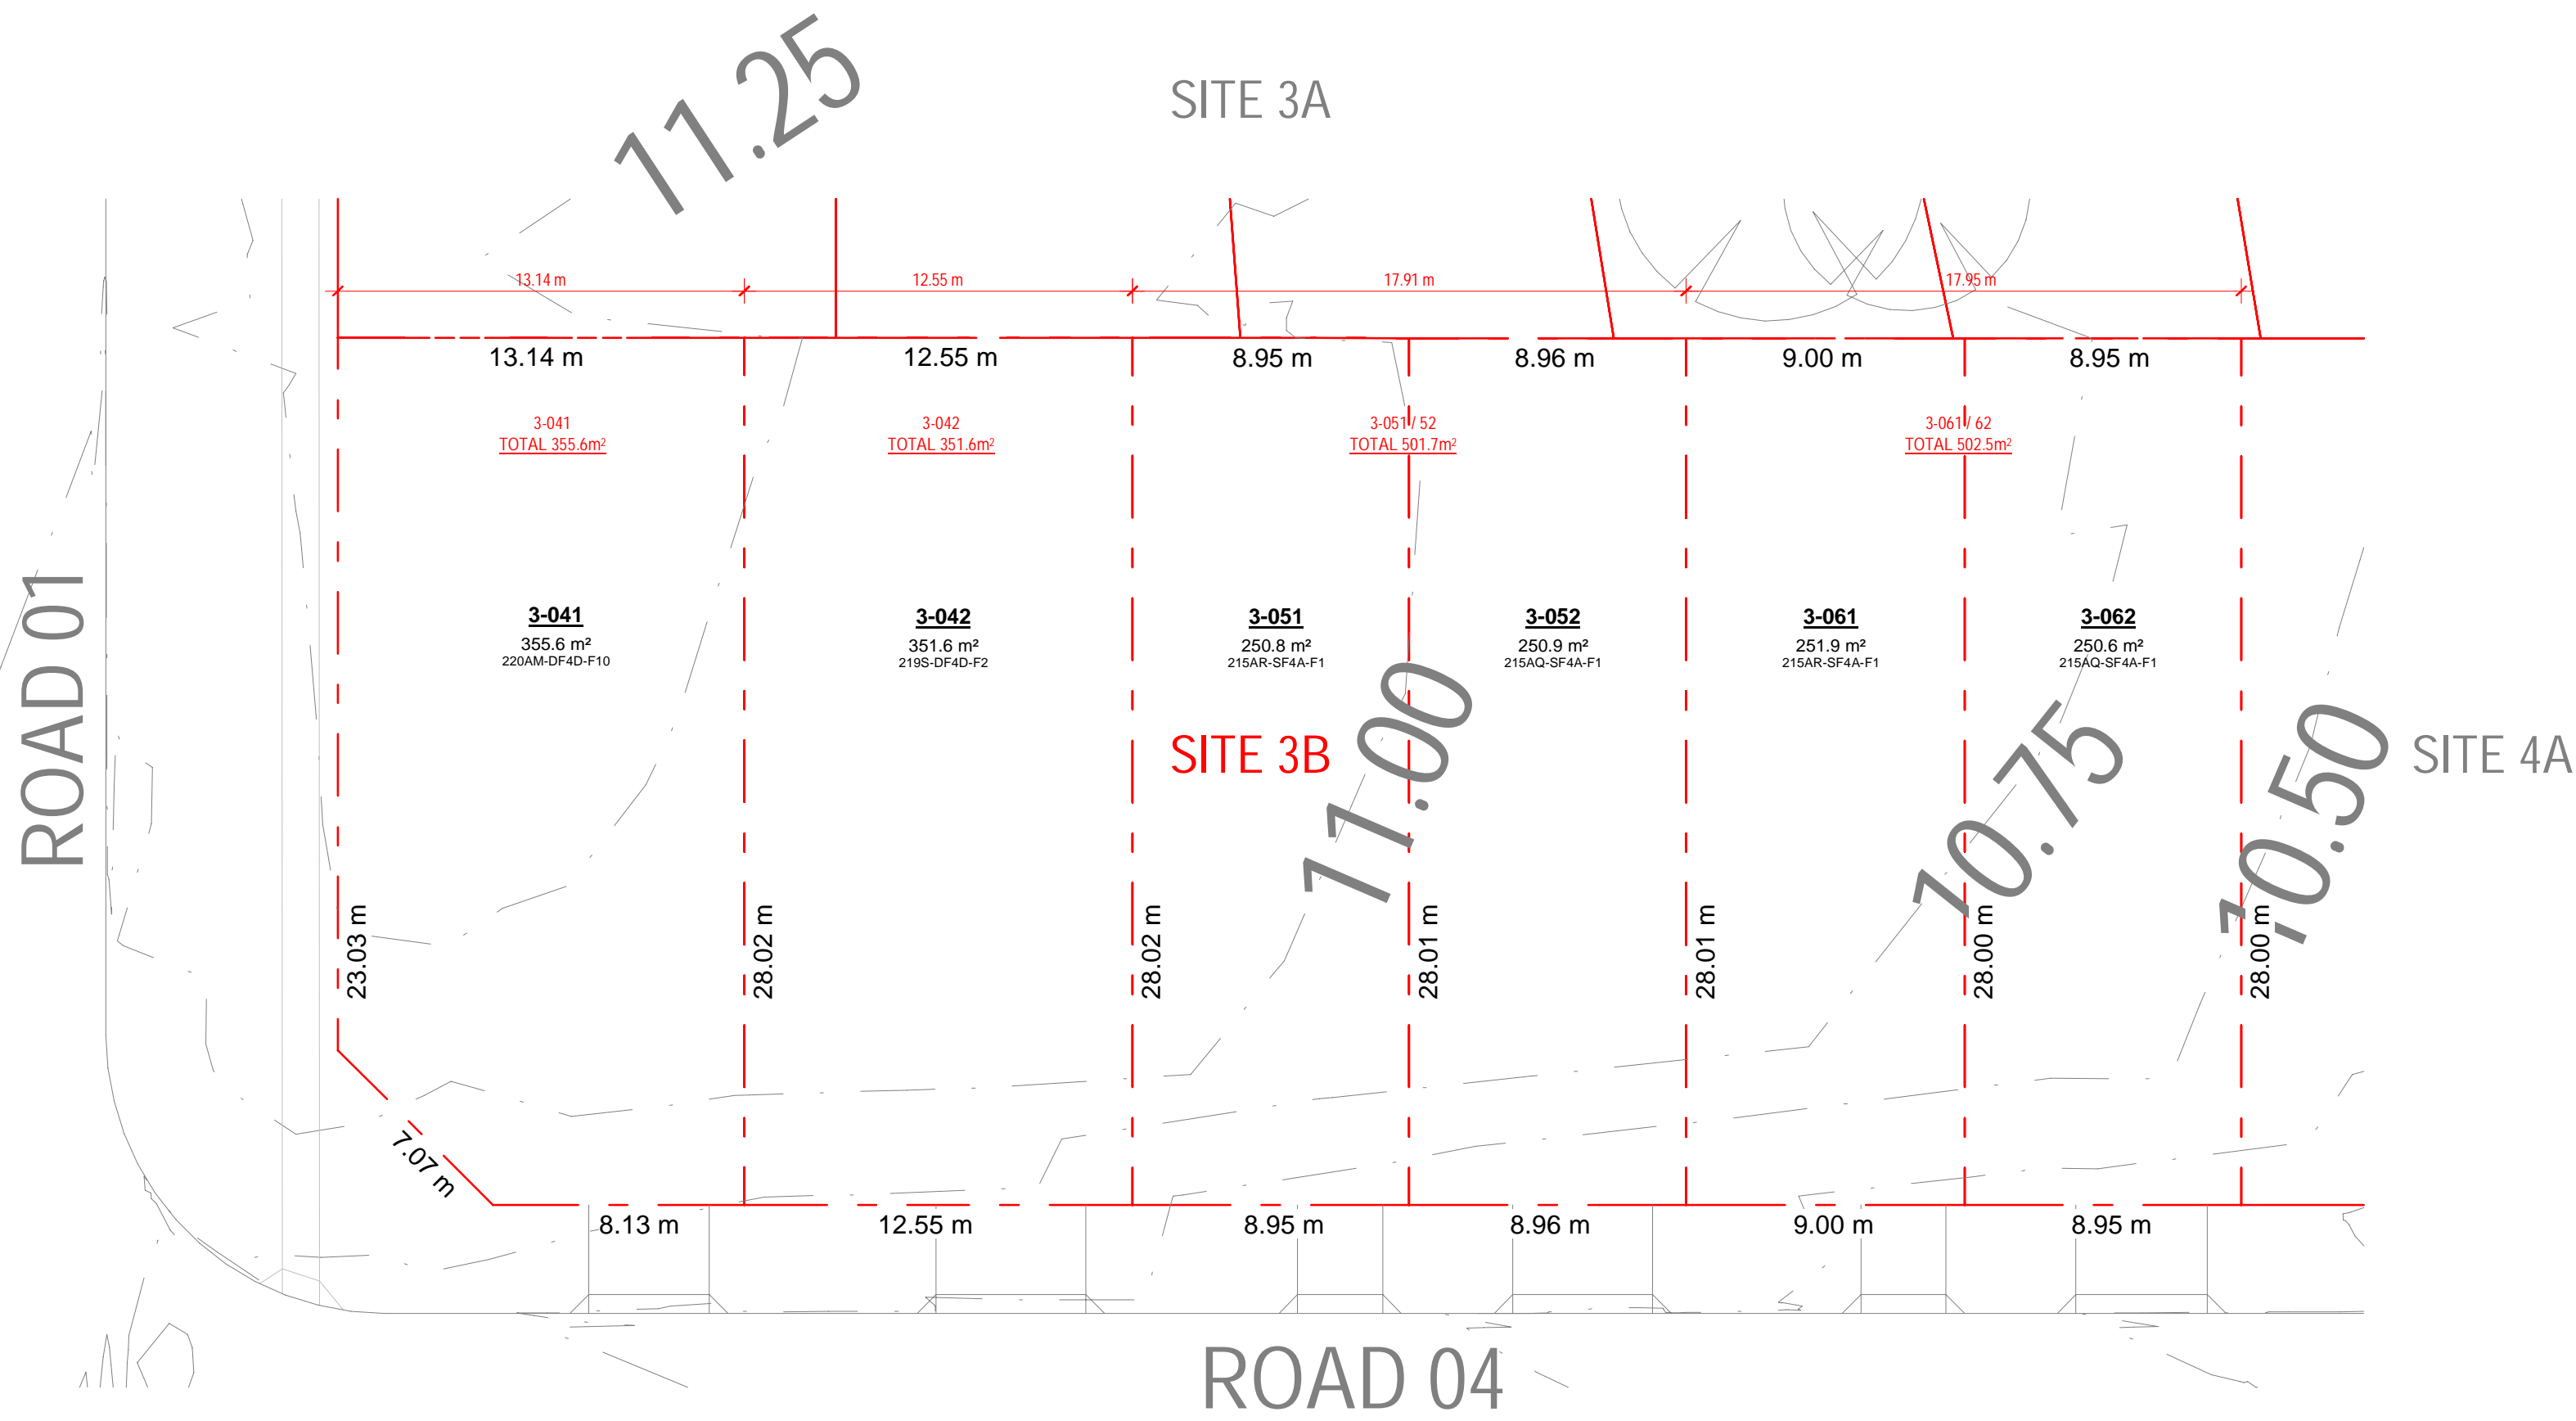 11.25
SITE 3A
13.14 m
12.55 m
17.91 m
17.95 m
13.14 m
12.55 m
8.95 m
8.96 m
9.00 m
8.95 m
3-041
TOTAL 355.6m²
3-042
TOTAL 351.6m²
3-051 / 52
TOTAL 501.7m²
3-061 / 62
TOTAL 502.5m²
ROAD 01
3-041
355.6 m²
220AM-DF4D-F10
3-042
351.6 m²
219S-DF4D-F2
3-051
250.8 m²
215AR-SF4A-F1
3-052
250.9 m²
215AQ-SF4A-F1
3-061
251.9 m²
215AR-SF4A-F1
3-062
250.6 m²
215AQ-SF4A-F1
SITE 3B
11.00
10.75
10.50
SITE 4A
23.03 m
28.02 m
28.02 m
28.01 m
28.01 m
28.00 m
28.00 m
7.07 m
8.13 m
12.55 m
8.95 m
8.96 m
9.00 m
8.95 m
ROAD 04